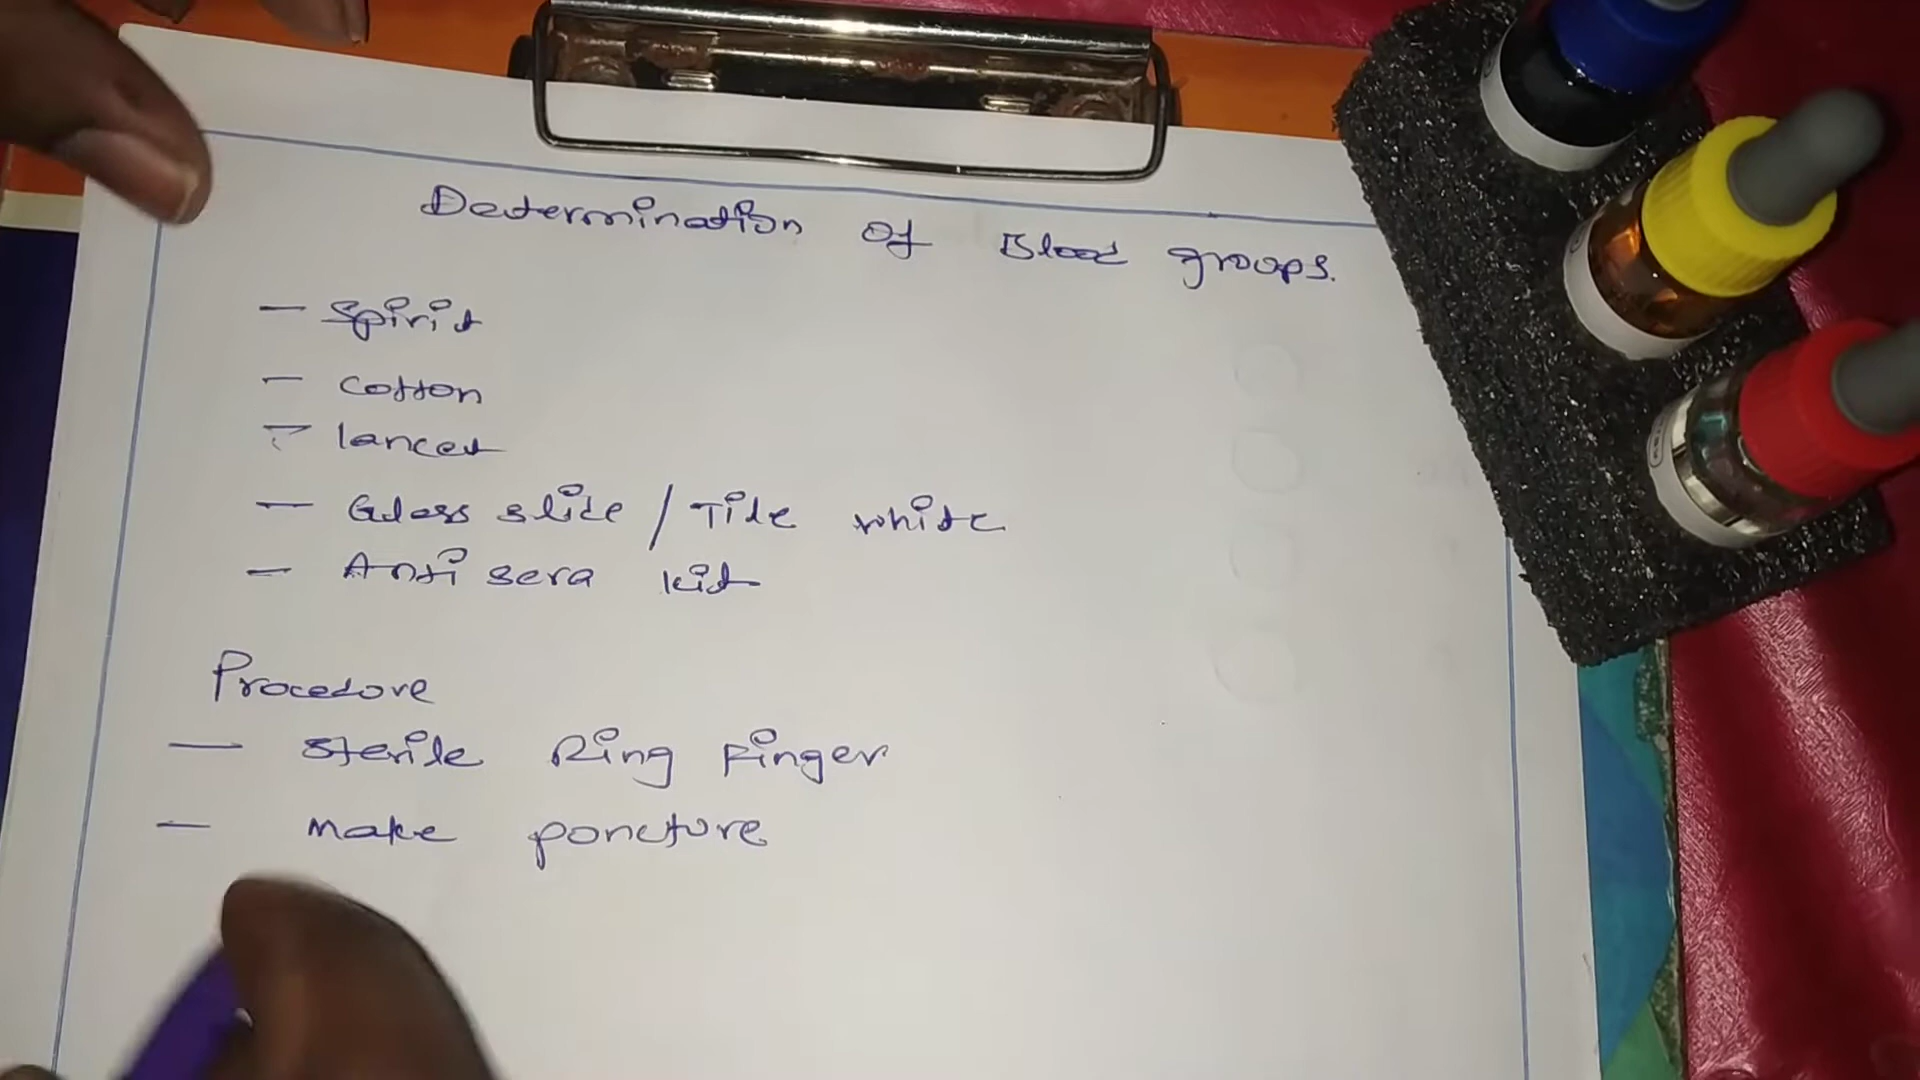 Determination of Blood groups.
- Spirit
- cotton
- lancet
- Glass slide / Tile white
- Anti sera kit
Procedure
- Sterile Ring Finger
- Make poncture